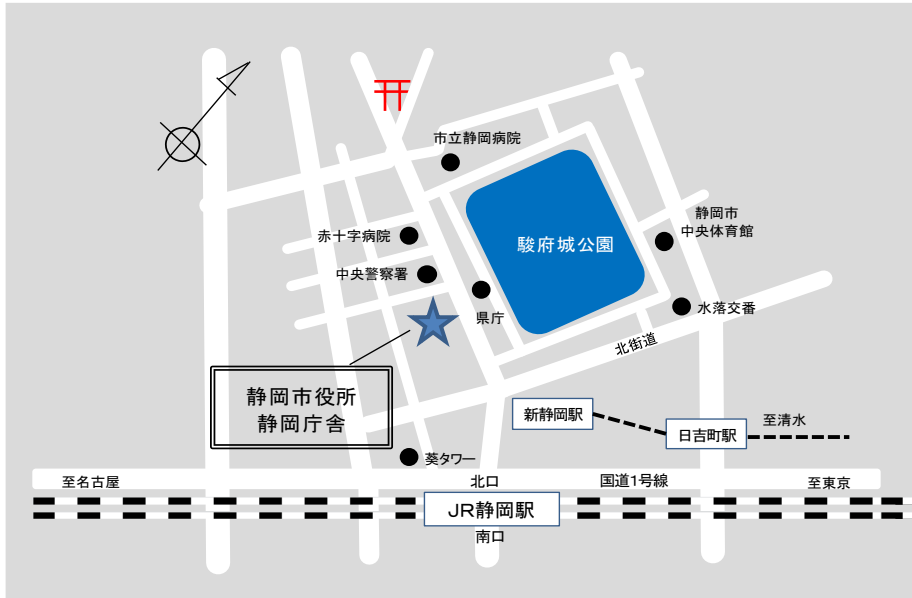 市立静岡病院
静岡市
中央体育館
赤十字病院
駿府城公園
中央警察署
県庁
水落交番
北街道
静岡市役所
静岡庁舎
新静岡駅
日吉町駅
至清水
葵タワー
至名古屋
北口
国道1号線
至東京
JR静岡駅
南口